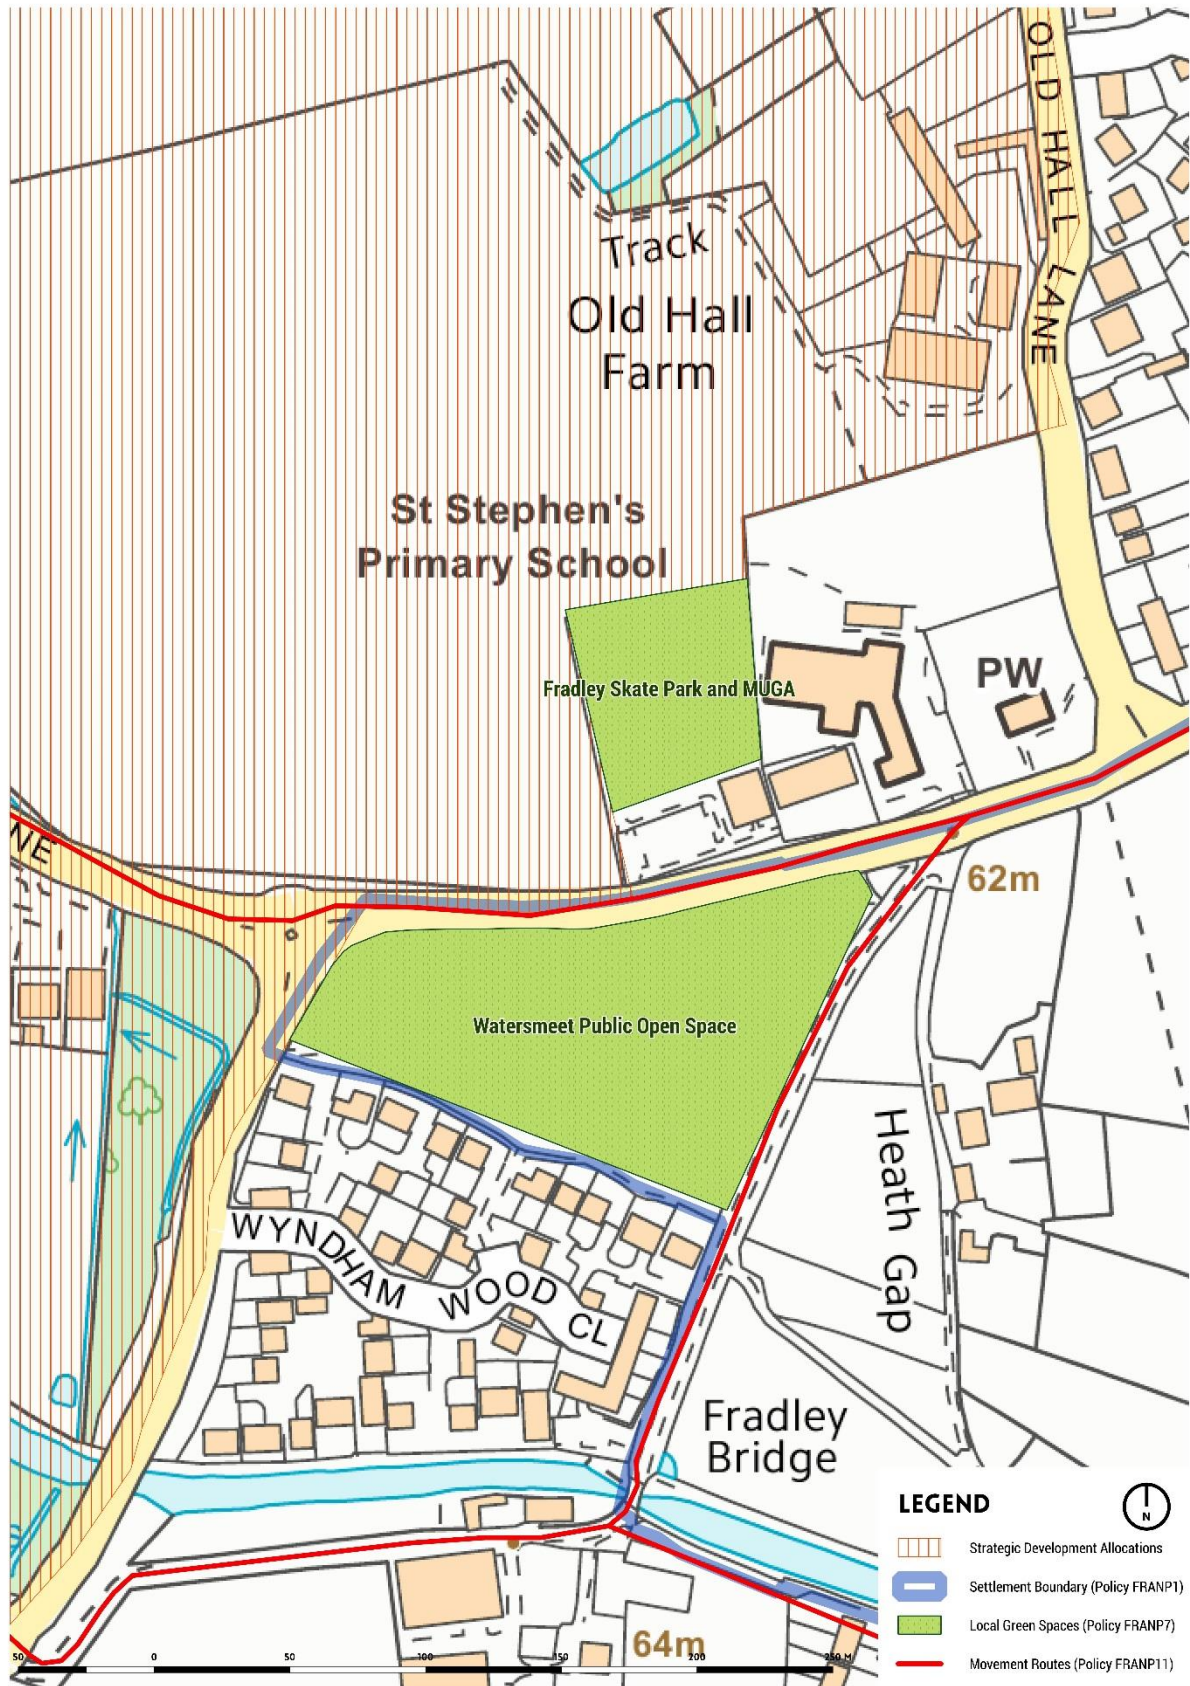 OLD HALL LANE
Track
Old Hall
Farm
St Stephen's
Primary School
Fradley Skate Park and MUGA
PW
NE
62m
Watersmeet Public Open Space
Heath Gap
WYNDHAM WOOD CL
Fradley
Bridge
LEGEND
N
Strategic Development Allocations
Settlement Boundary (Policy FRANP1)
Local Green Spaces (Policy FRANP7)
Movement Routes (Policy FRANP11)
64m
50 0 50 100 150 200 250 M